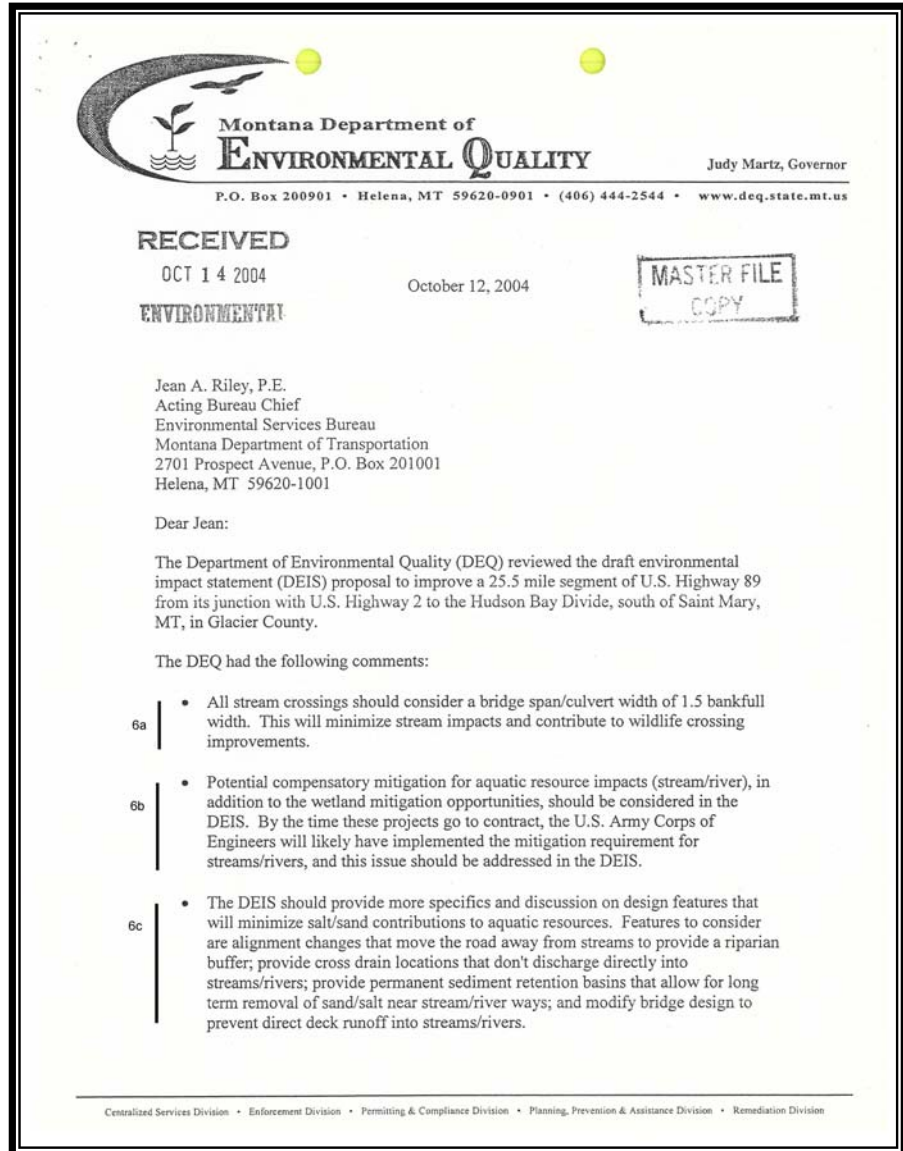 Montana Department of
ENVIRONMENTAL QUALITY
Judy Martz, Governor
P.O. Box 200901 • Helena, MT 59620-0901 • (406) 444-2544 • www.deq.state.mt.us
RECEIVED
OCT 14 2004
ENVIRONMENTAL
October 12, 2004
MASTER FILE
COPY
Jean A. Riley, P.E.
Acting Bureau Chief
Environmental Services Bureau
Montana Department of Transportation
2701 Prospect Avenue, P.O. Box 201001
Helena, MT 59620-1001
Dear Jean:
The Department of Environmental Quality (DEQ) reviewed the draft environmental
impact statement (DEIS) proposal to improve a 25.5 mile segment of U.S. Highway 89
from its junction with U.S. Highway 2 to the Hudson Bay Divide, south of Saint Mary,
MT, in Glacier County.
The DEQ had the following comments:
• All stream crossings should consider a bridge span/culvert width of 1.5 bankfull
6a width. This will minimize stream impacts and contribute to wildlife crossing
improvements.
• Potential compensatory mitigation for aquatic resource impacts (stream/river), in
6b addition to the wetland mitigation opportunities, should be considered in the
DEIS. By the time these projects go to contract, the U.S. Army Corps of
Engineers will likely have implemented the mitigation requirement for
streams/rivers, and this issue should be addressed in the DEIS.
• The DEIS should provide more specifics and discussion on design features that
6c will minimize salt/sand contributions to aquatic resources. Features to consider
are alignment changes that move the road away from streams to provide a riparian
buffer; provide cross drain locations that don't discharge directly into
streams/rivers; provide permanent sediment retention basins that allow for long
term removal of sand/salt near stream/river ways; and modify bridge design to
prevent direct deck runoff into streams/rivers.
Centralized Services Division • Enforcement Division • Permitting & Compliance Division • Planning, Prevention & Assistance Division • Remediation Division